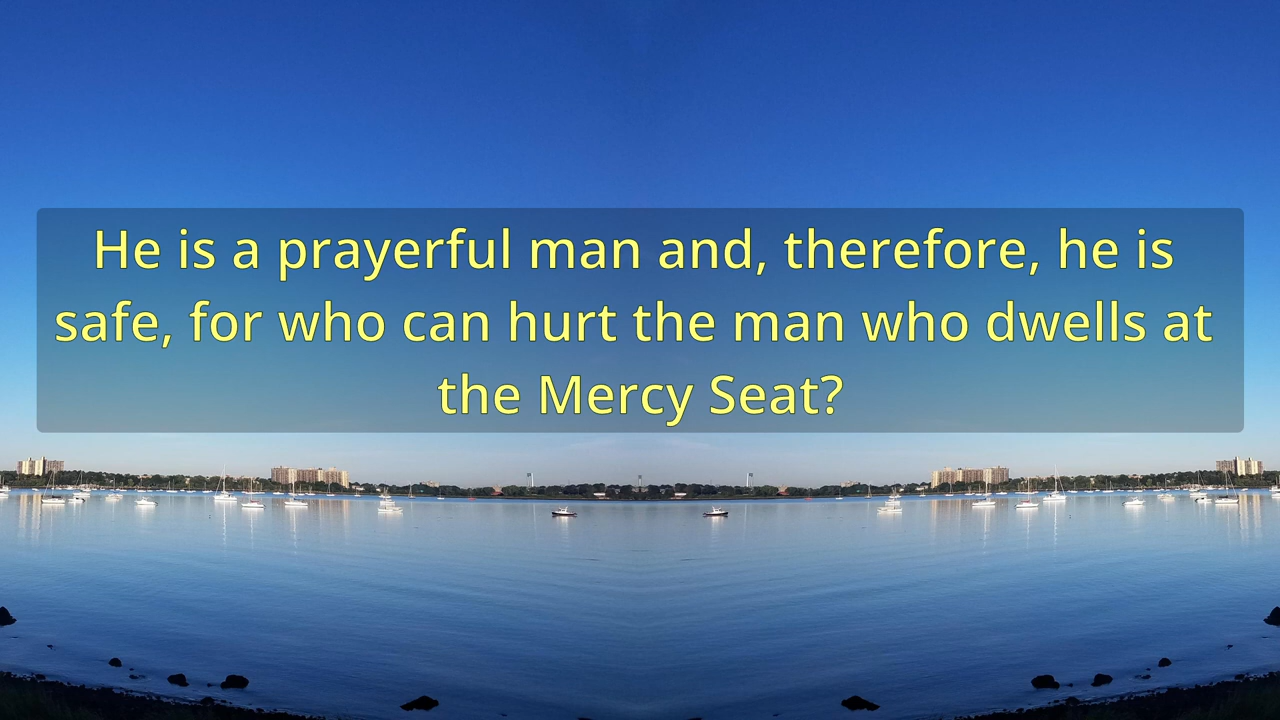 He is a prayerful man and, therefore, he is
safe, for who can hurt the man who dwells at
the Mercy Seat?